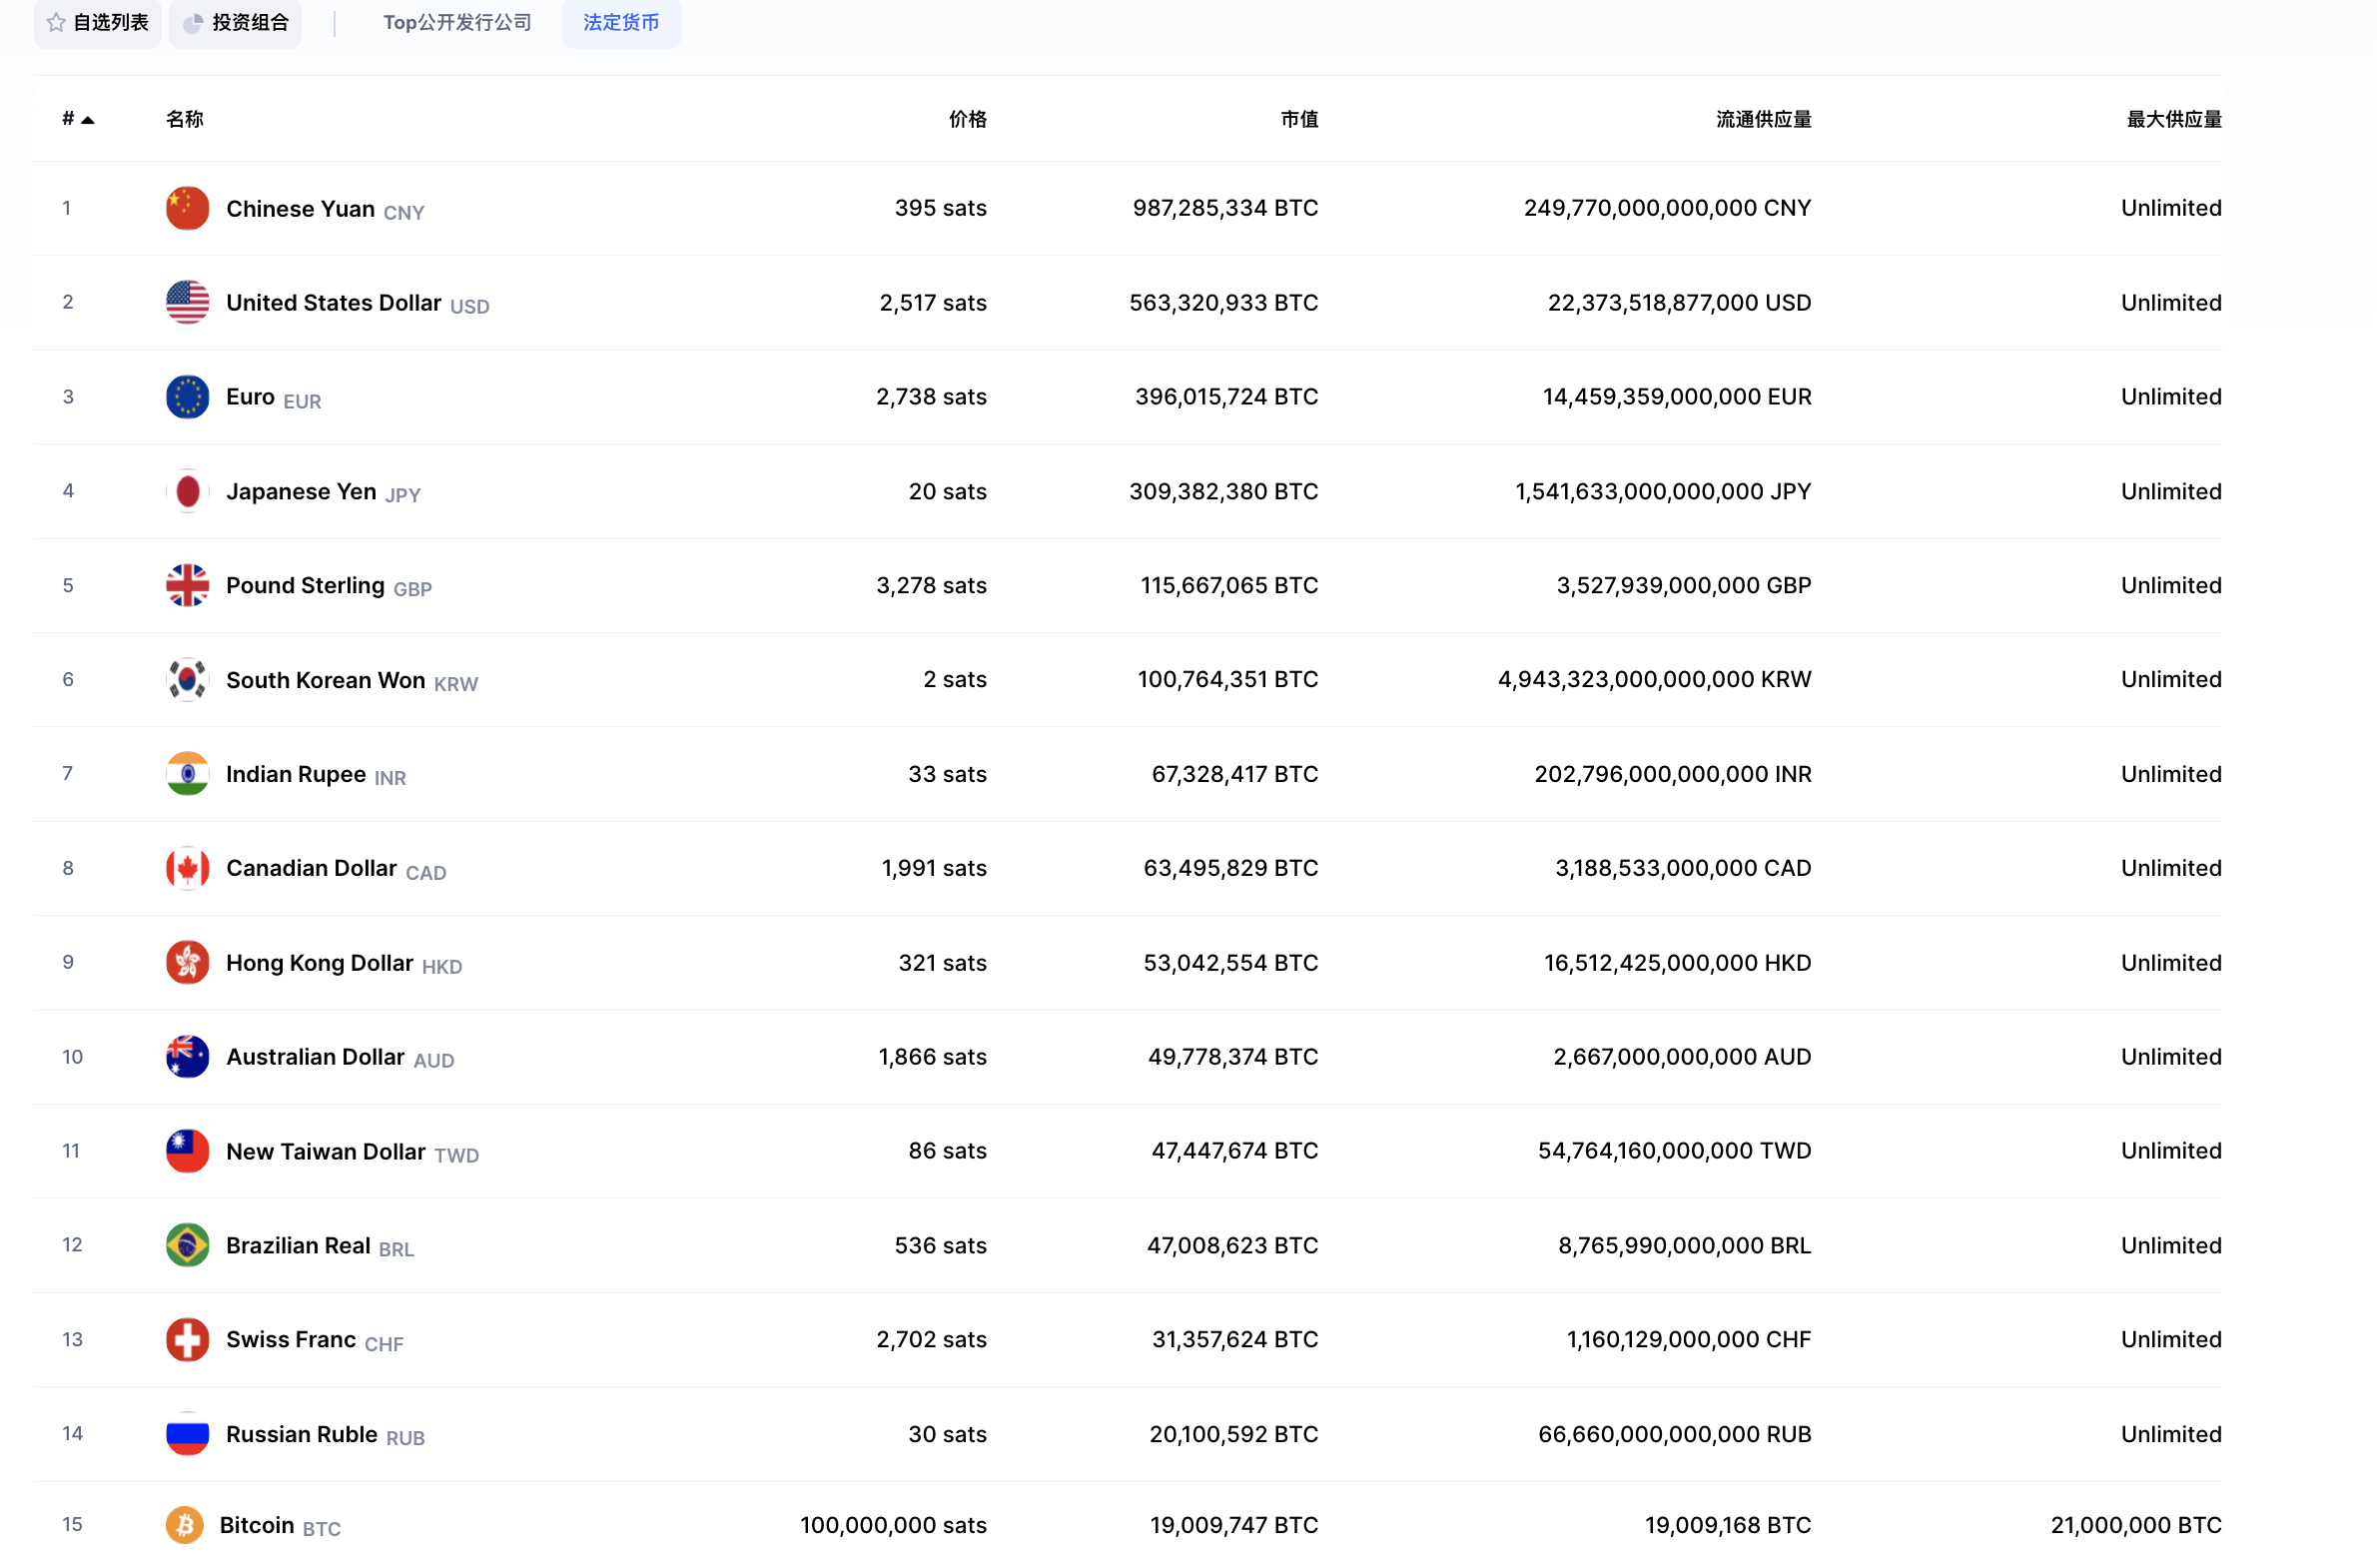 自选列表 投资组合 Top公开发行公司 法定货币
# 名称 价格 市值 流通供应量 最大供应量
1 Chinese Yuan CNY 395 sats 987,285,334 BTC 249,770,000,000,000 CNY Unlimited
2 United States Dollar USD 2,517 sats 563,320,933 BTC 22,373,518,877,000 USD Unlimited
3 Euro EUR 2,738 sats 396,015,724 BTC 14,459,359,000,000 EUR Unlimited
4 Japanese Yen JPY 20 sats 309,382,380 BTC 1,541,633,000,000,000 JPY Unlimited
5 Pound Sterling GBP 3,278 sats 115,667,065 BTC 3,527,939,000,000 GBP Unlimited
6 South Korean Won KRW 2 sats 100,764,351 BTC 4,943,323,000,000,000 KRW Unlimited
7 Indian Rupee INR 33 sats 67,328,417 BTC 202,796,000,000,000 INR Unlimited
8 Canadian Dollar CAD 1,991 sats 63,495,829 BTC 3,188,533,000,000 CAD Unlimited
9 Hong Kong Dollar HKD 321 sats 53,042,554 BTC 16,512,425,000,000 HKD Unlimited
10 Australian Dollar AUD 1,866 sats 49,778,374 BTC 2,667,000,000,000 AUD Unlimited
11 New Taiwan Dollar TWD 86 sats 47,447,674 BTC 54,764,160,000,000 TWD Unlimited
12 Brazilian Real BRL 536 sats 47,008,623 BTC 8,765,990,000,000 BRL Unlimited
13 Swiss Franc CHF 2,702 sats 31,357,624 BTC 1,160,129,000,000 CHF Unlimited
14 Russian Ruble RUB 30 sats 20,100,592 BTC 66,660,000,000,000 RUB Unlimited
15 Bitcoin BTC 100,000,000 sats 19,009,747 BTC 19,009,168 BTC 21,000,000 BTC